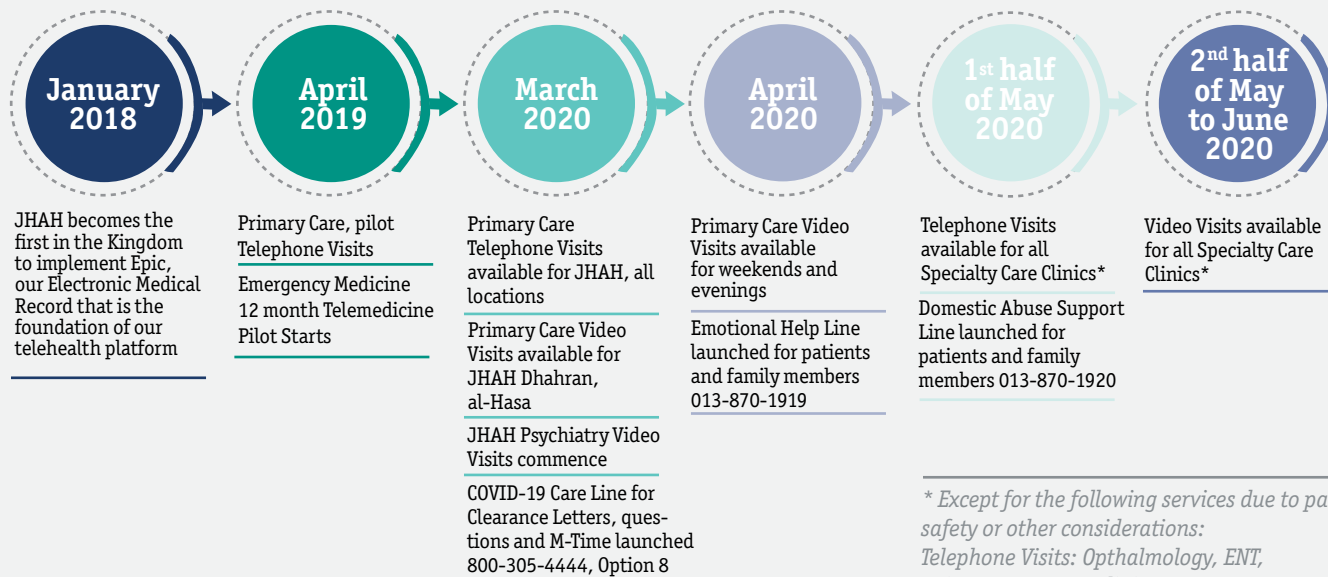 January
2018
JHAH becomes the
first in the Kingdom
to implement Epic,
our Electronic Medical
Record that is the
foundation of our
telehealth platform
April
2019
Primary Care, pilot
Telephone Visits
Emergency Medicine
12 month Telemedicine
Pilot Starts
March
2020
Primary Care
Telephone Visits
available for JHAH, all
locations
Primary Care Video
Visits available for
JHAH Dhahran,
al-Hasa
JHAH Psychiatry Video
Visits commence
COVID-19 Care Line for
Clearance Letters, ques-
tions and M-Time launched
800-305-4444, Option 8
April
2020
Primary Care Video
Visits available
for weekends and
evenings
Emotional Help Line
launched for patients
and family members
013-870-1919
1st half
of May
2020
Telephone Visits
available for all
Specialty Care Clinics*
Domestic Abuse Support
Line launched for
patients and family
members 013-870-1920
2nd half
of May
to June
2020
Video Visits available
for all Specialty Care
Clinics*
* Except for the following services due to pa
safety or other considerations:
Telephone Visits: Opthalmology, ENT,